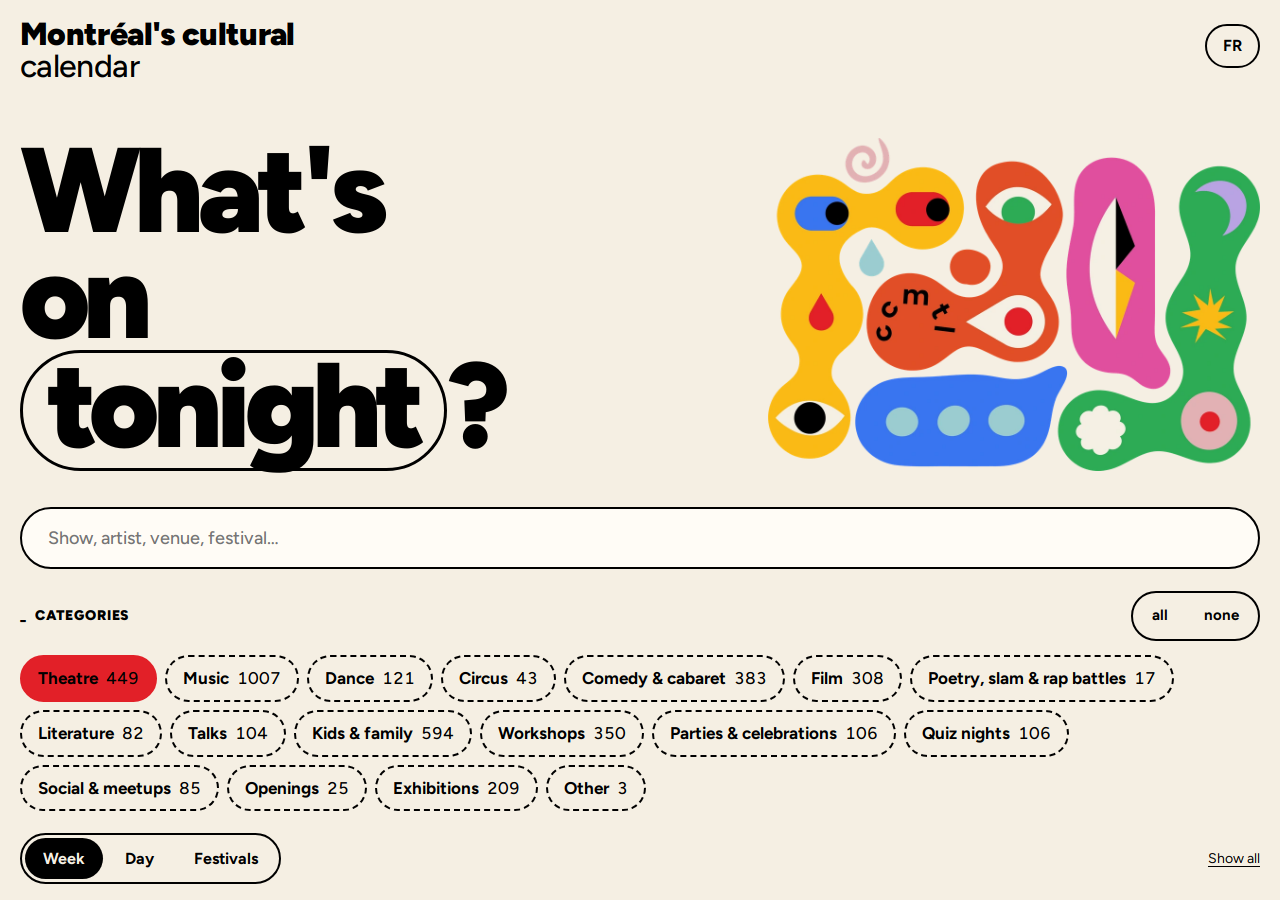 Montréal's cultural
calendar
FR
What's
on
tonight ?
ccmtl
Show, artist, venue, festival...
_ CATEGORIES
all none
Theatre 449 Music 1007 Dance 121 Circus 43 Comedy & cabaret 383 Film 308 Poetry, slam & rap battles 17
Literature 82 Talks 104 Kids & family 594 Workshops 350 Parties & celebrations 106 Quiz nights 106
Social & meetups 85 Openings 25 Exhibitions 209 Other 3
Week Day Festivals
Show all